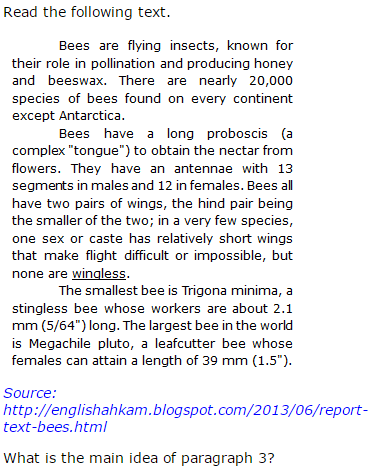 Read the following text.
Bees are flying insects, known for
their role in pollination and producing honey
and beeswax. There are nearly 20,000
species of bees found on every continent
except Antarctica.
Bees have a long proboscis (a
complex "tongue") to obtain the nectar from
flowers. They have an antennae with 13
segments in males and 12 in females. Bees all
have two pairs of wings, the hind pair being
the smaller of the two; in a very few species,
one sex or caste has relatively short wings
that make flight difficult or impossible, but
none are wingless.
The smallest bee is Trigona minima, a
stingless bee whose workers are about 2.1
mm (5/64") long. The largest bee in the world
is Megachile pluto, a leafcutter bee whose
females can attain a length of 39 mm (1.5").
Source:
http://englishahkam.blogspot.com/2013/06/report-
text-bees.html
What is the main idea of paragraph 3?